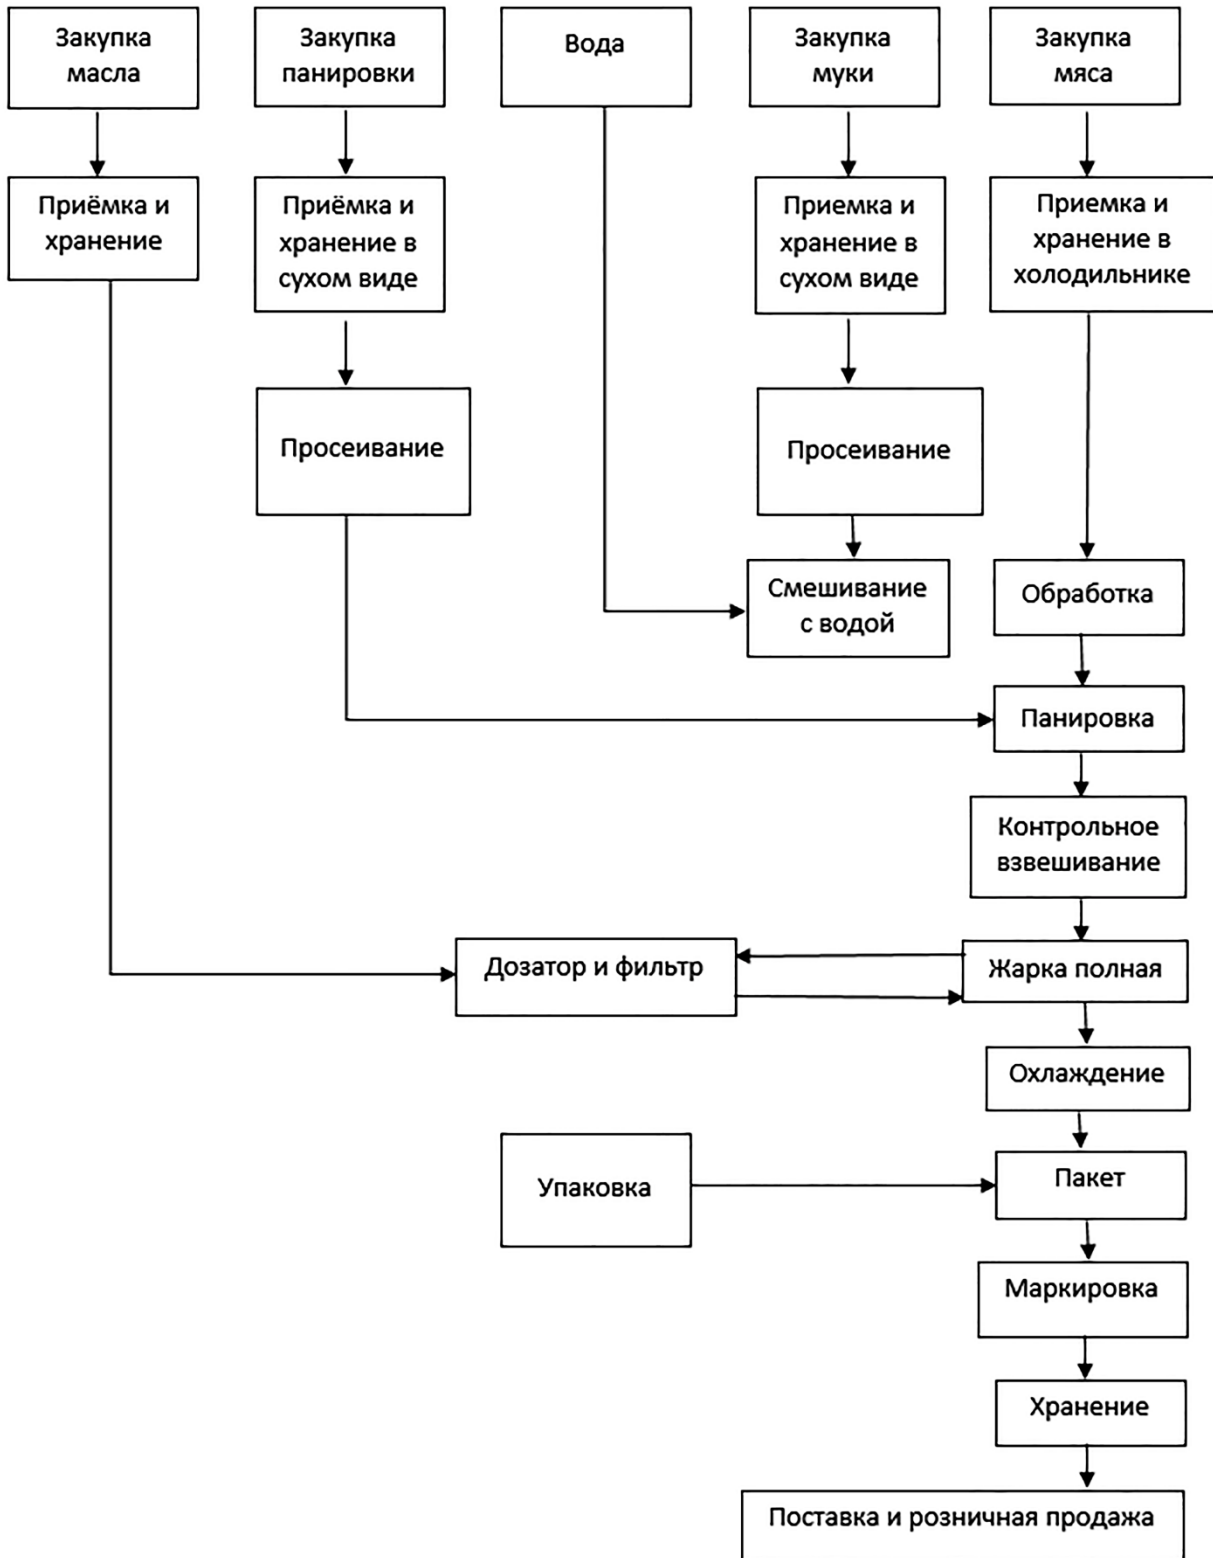 Закупка
масла
Закупка
панировки
Вода
Закупка
муки
Закупка
мяса
Приёмка и
хранение
Приёмка и
хранение в
сухом виде
Приемка и
хранение в
сухом виде
Приемка и
хранение в
холодильнике
Просеивание
Просеивание
Смешивание
с водой
Обработка
Панировка
Контрольное
взвешивание
Дозатор и фильтр
Жарка полная
Охлаждение
Упаковка
Пакет
Маркировка
Хранение
Поставка и розничная продажа